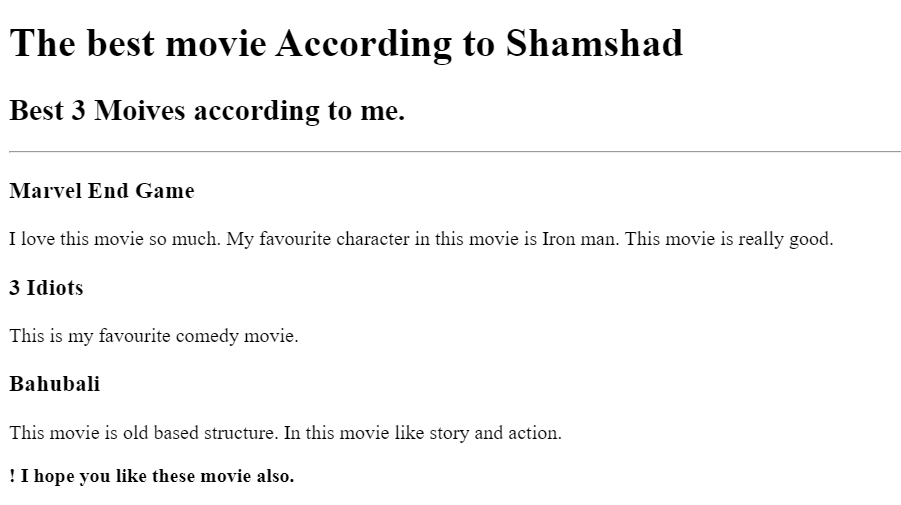 The best movie According to Shamshad
Best 3 Moives according to me.
Marvel End Game
I love this movie so much. My favourite character in this movie is Iron man. This movie is really good.
3 Idiots
This is my favourite comedy movie.
Bahubali
This movie is old based structure. In this movie like story and action.
! I hope you like these movie also.